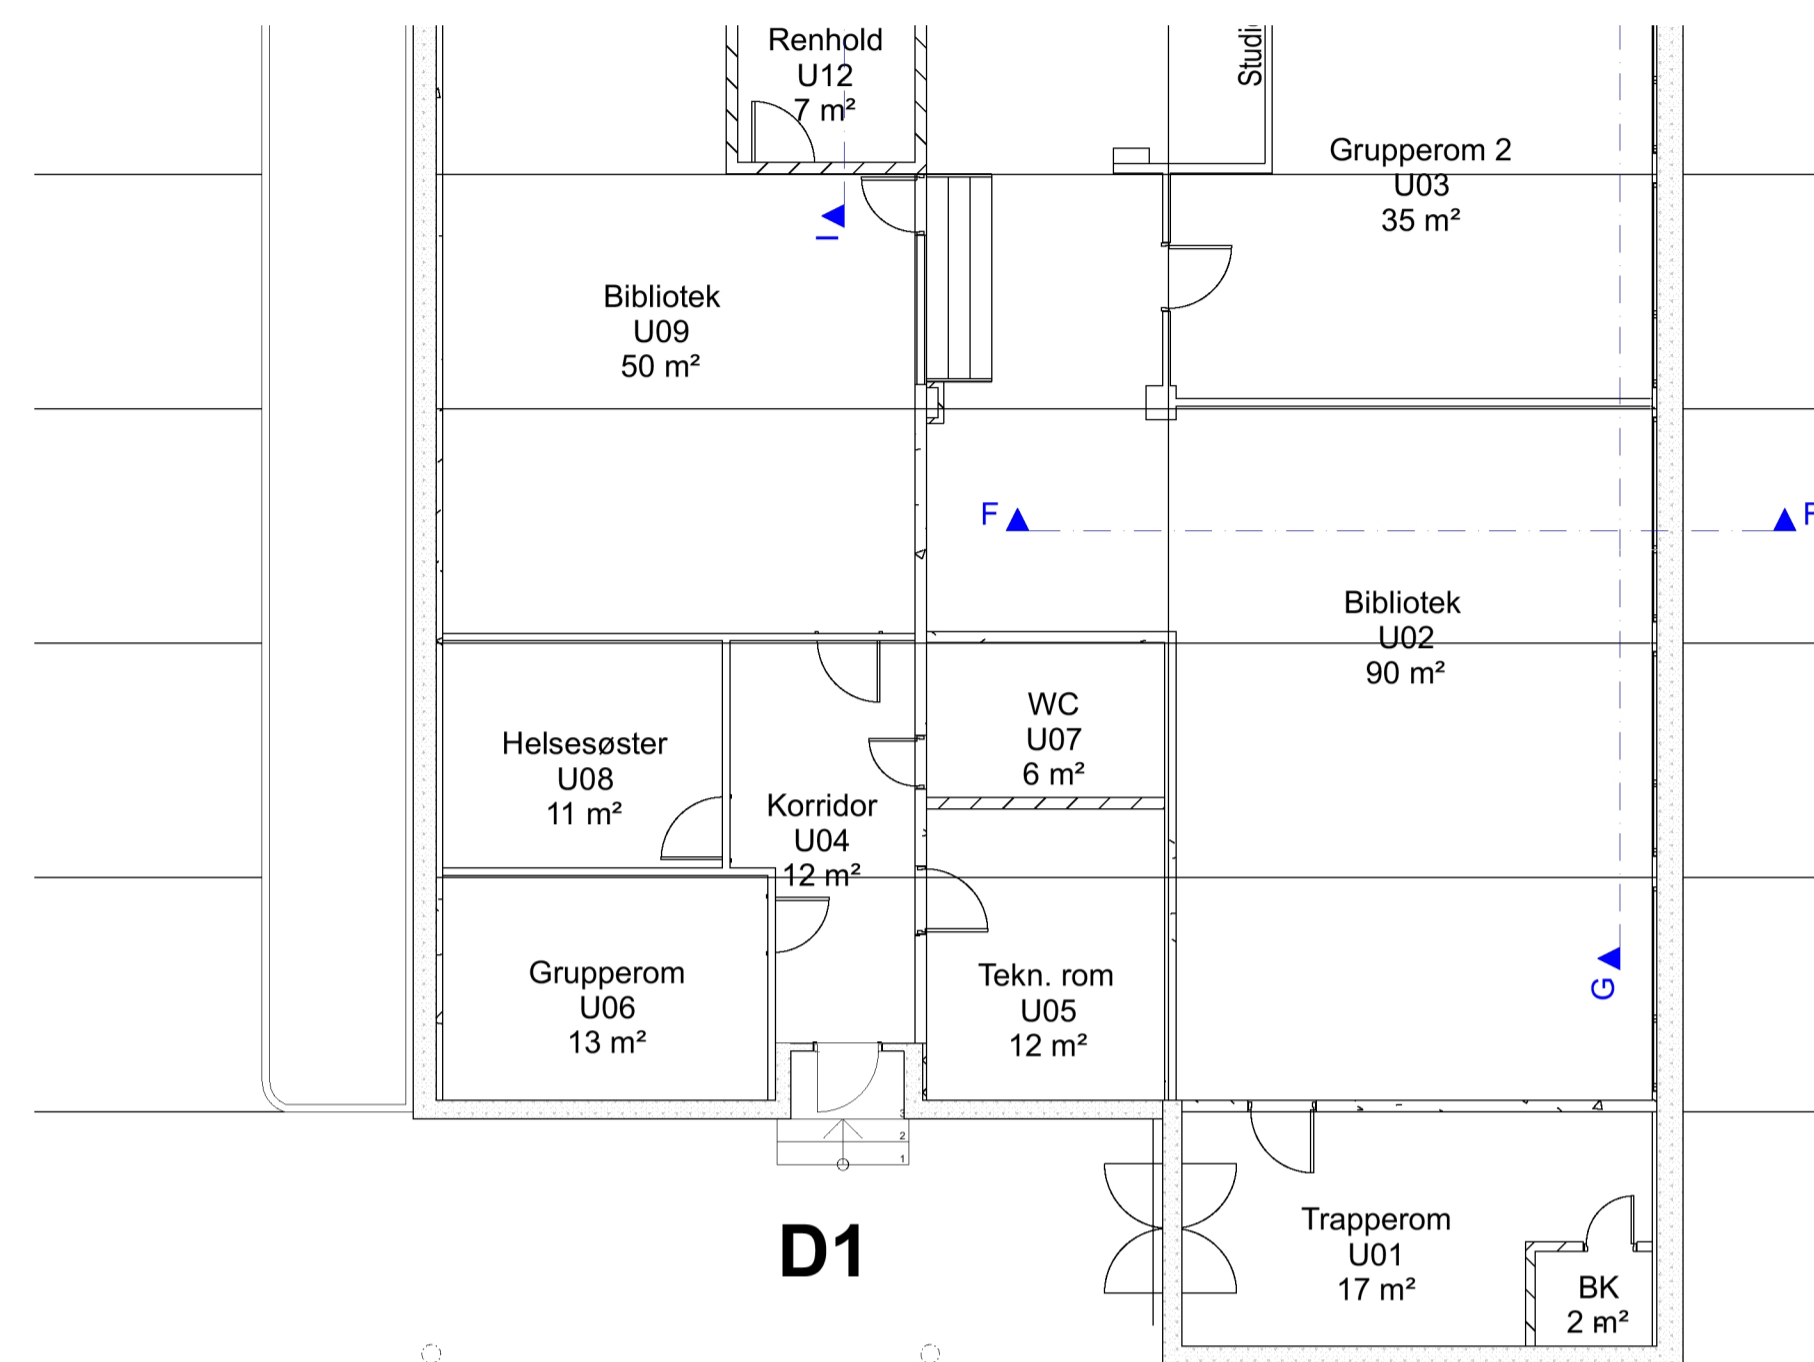 Renhold
U12
7 m²
Grupperom 2
U03
35 m²
I
Bibliotek
U09
50 m²
F
F
Bibliotek
U02
90 m²
WC
U07
6 m²
Helsesøster
U08
11 m²
Korridor
U04
12 m²
Grupperom
U06
13 m²
Tekn. rom
U05
12 m²
G
3
2
1
D1
Trapperom
U01
17 m²
BK
2 m²